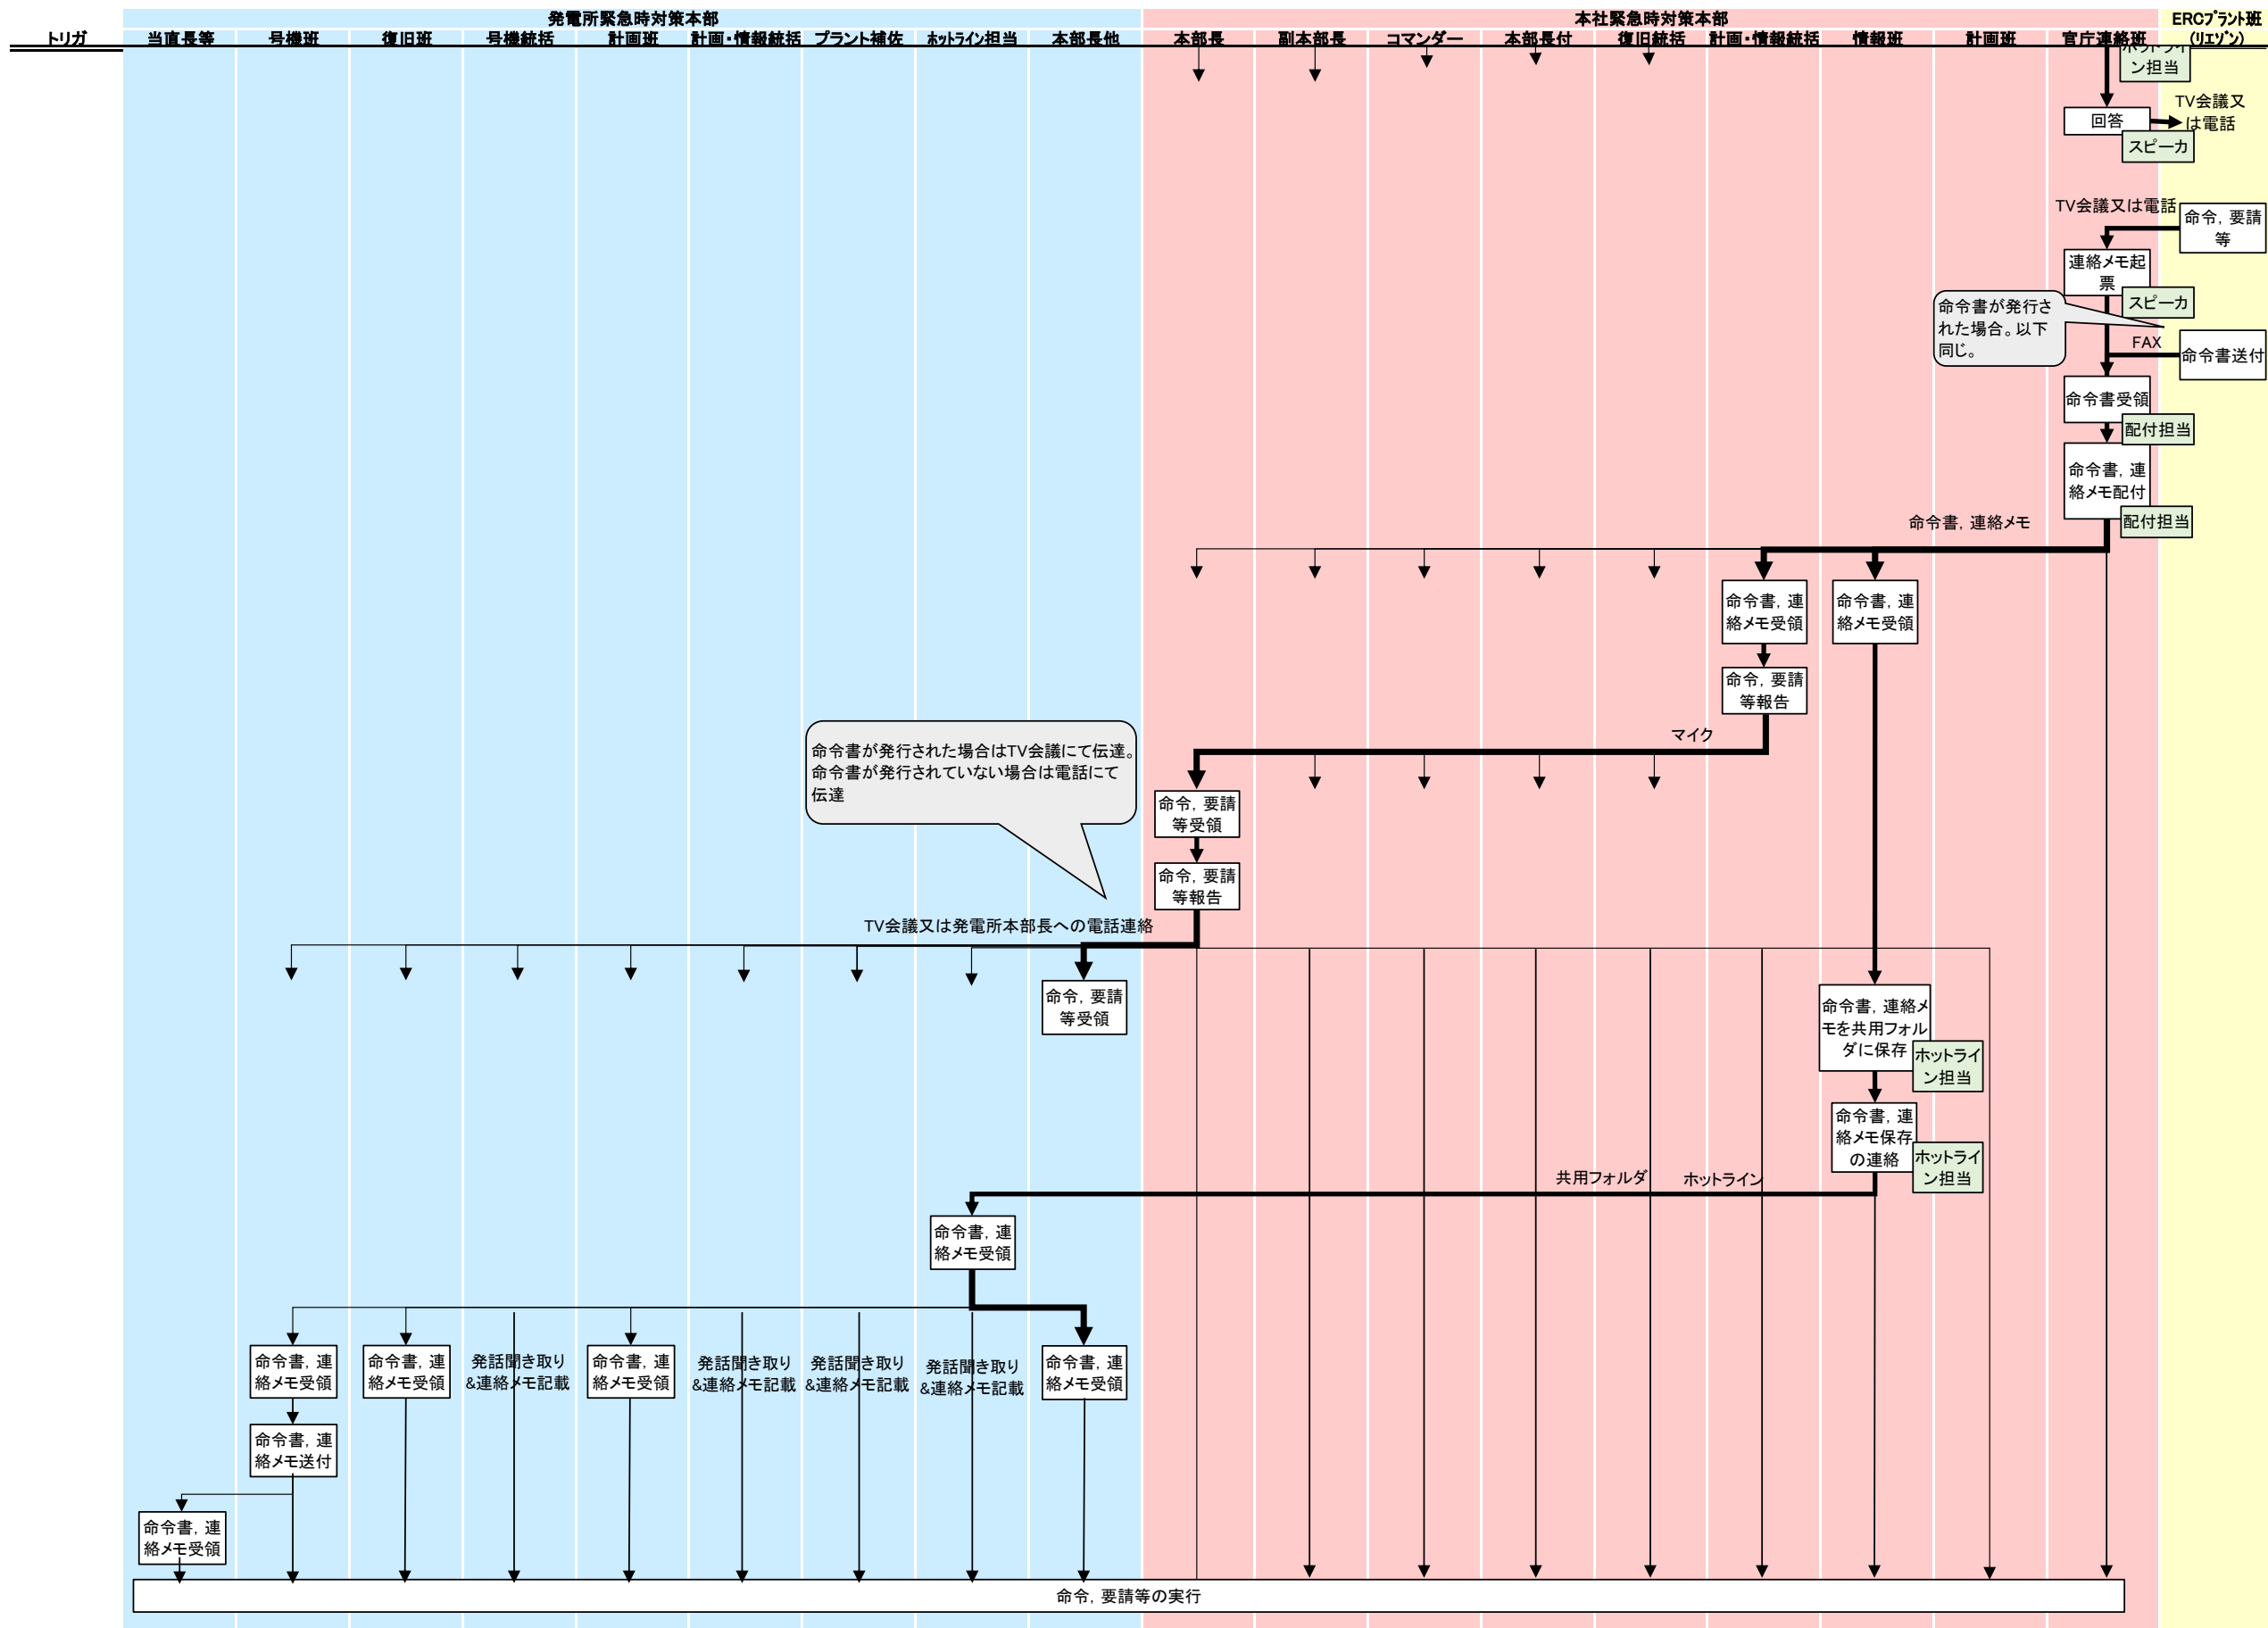 発電所緊急時対策本部
本社緊急時対策本部
ERCプラント班
(リエゾン)
トリガ
当直長等
号機班
復旧班
号機統括
計画班
計画・情報統括
プラント補佐
ホットライン担当
本部長他
本部長
副本部長
コマンダー
本部長付
復旧統括
計画・情報統括
情報班
計画班
官庁連絡班
ホットライ
ン担当
TV会議又
は電話
回答
スピーカ
TV会議又は電話
命令, 要請
等
連絡メモ起
票
スピーカ
命令書が発行さ
れた場合。以下
同じ。
FAX
命令書送付
命令書受領
配付担当
命令書, 連
絡メモ配付
配付担当
命令書, 連絡メモ
命令書, 連
絡メモ受領
命令書, 連
絡メモ受領
命令, 要請
等報告
マイク
命令書が発行された場合はTV会議にて伝達。
命令書が発行されていない場合は電話にて
伝達
命令, 要請
等受領
命令, 要請
等報告
TV会議又は発電所本部長への電話連絡
命令, 要請
等受領
命令書, 連絡メ
モを共用フォル
ダに保存
ホットライ
ン担当
命令書, 連
絡メモ保存
の連絡
ホットライ
ン担当
共用フォルダ
ホットライン
命令書, 連
絡メモ受領
命令書, 連
絡メモ受領
命令書, 連
絡メモ受領
発話聞き取り
&連絡メモ記載
命令書, 連
絡メモ受領
発話聞き取り
&連絡メモ記載
発話聞き取り
&連絡メモ記載
発話聞き取り
&連絡メモ記載
命令書, 連
絡メモ受領
命令書, 連
絡メモ送付
命令書, 連
絡メモ受領
命令, 要請等の実行